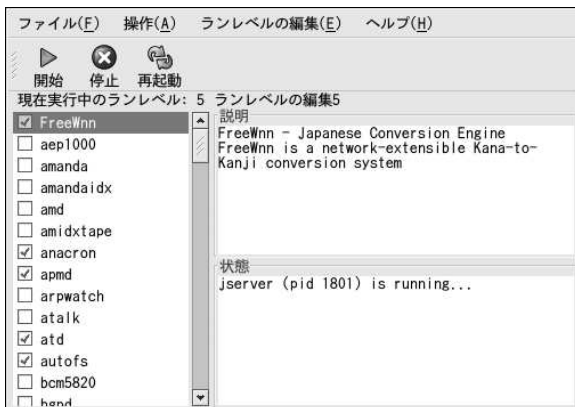 ファイル(F) 操作(A) ランレベルの編集(E) ヘルプ(H)
開始 停止 再起動
現在実行中のランレベル: 5 ランレベルの編集5
FreeWnn
aep1000
amanda
amandaidx
amd
amidxtape
anacron
apmd
arpwatch
atalk
atd
autofs
bcm5820
bgpd
説明
FreeWnn - Japanese Conversion Engine
FreeWnn is a network-extensible Kana-to-
Kanji conversion system
状態
jserver (pid 1801) is running...